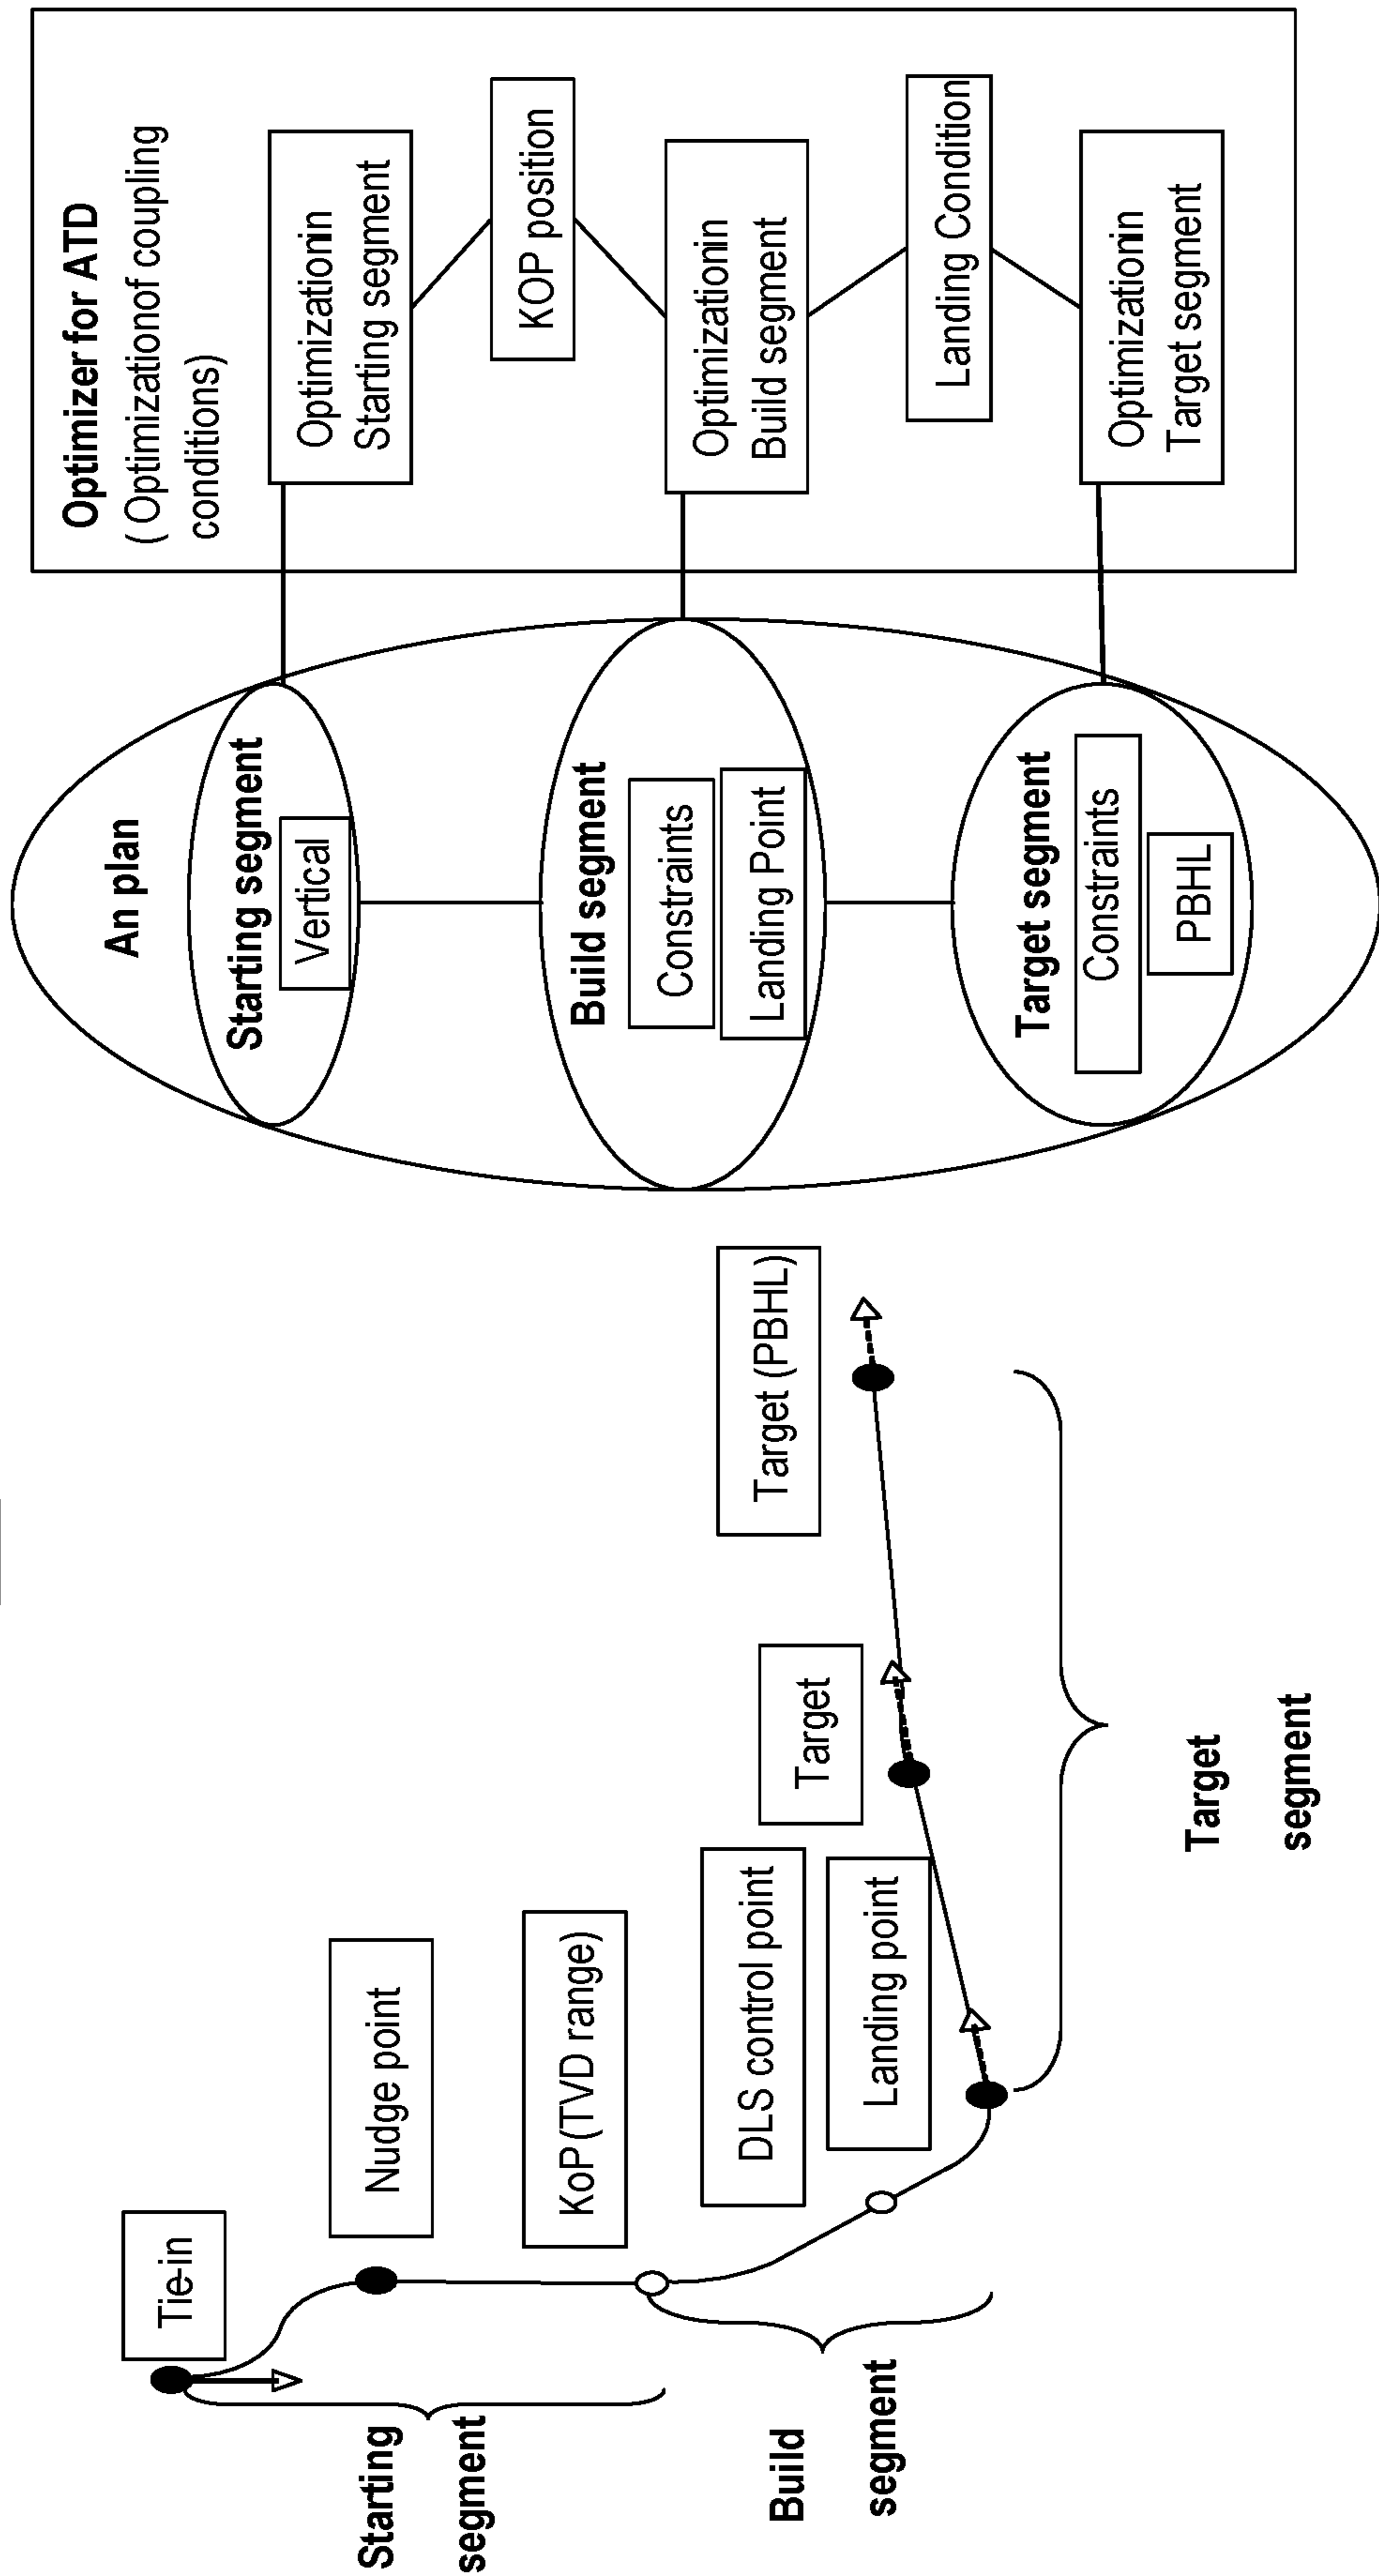 Tie-in
Nudge point
KoP (TVD range)
DLS control point
Landing point
Target
Target (PBHL)
Starting
segment
Build
segment
Target
segment
An plan
Starting segment
Vertical
Build segment
Constraints
Landing Point
Target segment
Constraints
PBHL
Optimizer for ATD
( Optimizationof coupling
conditions)
Optimizationin
Starting segment
KOP position
Optimizationin
Build segment
Landing Condition
Optimizationin
Target segment